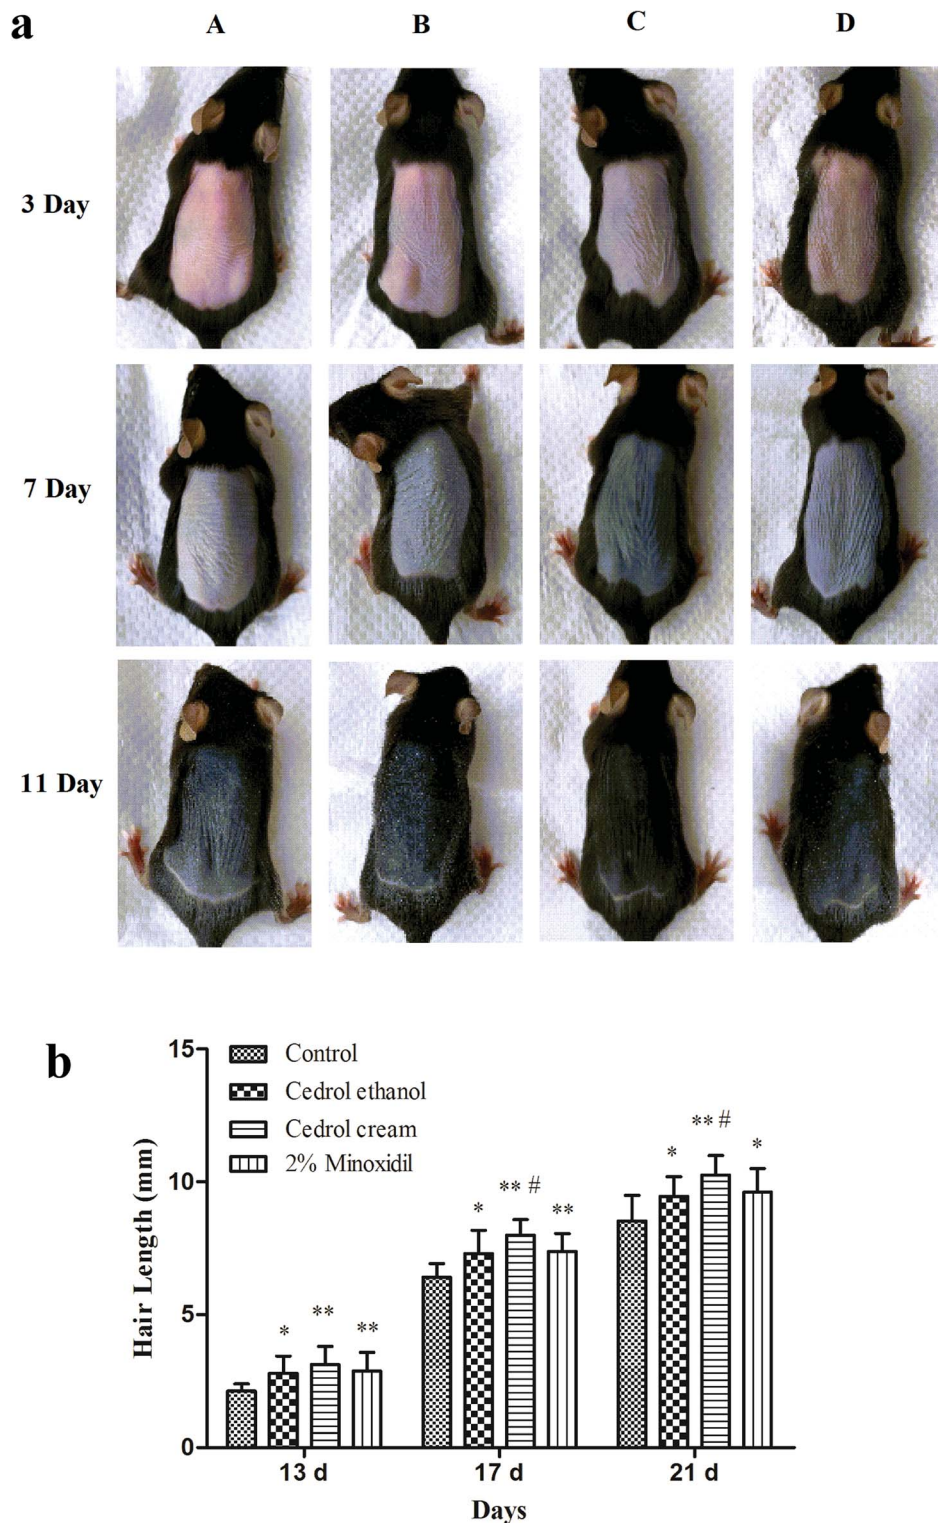 a
A B C D
3 Day
7 Day
11 Day
b
15
10
5
0
Hair Length (mm)
Control
Cedrol ethanol
Cedrol cream
2% Minoxidil
* ** **
* ** # **
* ** # *
13 d 17 d 21 d
Days